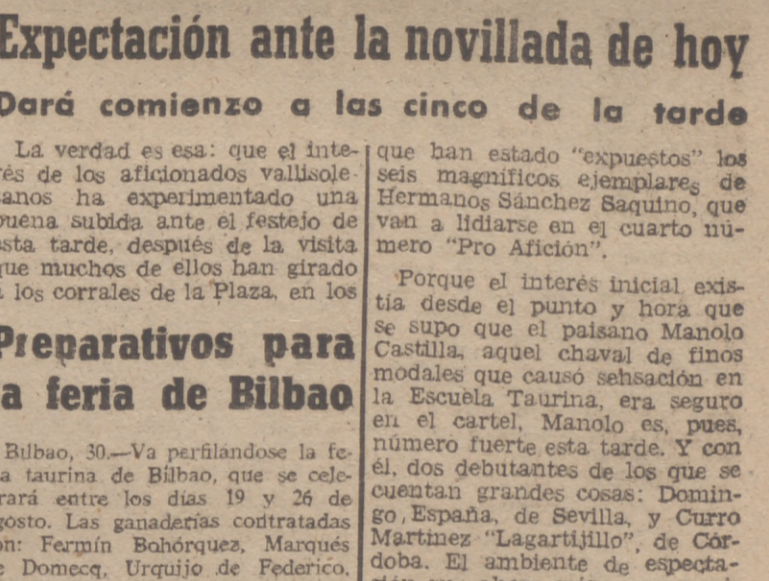 Expectación ante la novillada de hoy
Dará comienzo a las cinco de la tarde
La verdad es esa: que el inte-
rés de los aficionados vallisole-
anos ha experimentado una
buena subida ante el festejo de
sta tarde, después de la visita
que muchos de ellos han girado
a los corrales de la Plaza, en los
que han estado "expuestos" los
seis magníficos ejemplares de
Hermanos Sánchez Saquino, que
van a lidiarse en el cuarto nú-
mero "Pro Afición".
Porque el interés inicial exis-
tía desde el punto y hora que
se supo que el paisano Manolo
Castilla, aquel chaval de finos
modales que causó sehsación en
la Escuela Taurina, era seguro
en el cartel, Manolo es, pues,
número fuerte esta tarde. Y con
él, dos debutantes de los que se
cuentan grandes cosas: Domin-
go, España, de Sevilla, y Curro
Martínez "Lagartijillo", de Cór-
doba. El ambiente de especta-
Preparativos para
a feria de Bilbao
Bilbao, 30.—Va perfilándose la fe-
a taurina de Bilbao, que se cele-
rará entre los días 19 y 26 de
gosto. Las ganaderías contratadas
on: Fermín Bohórquez, Marqués
e Domecq, Urquijo de Federico,